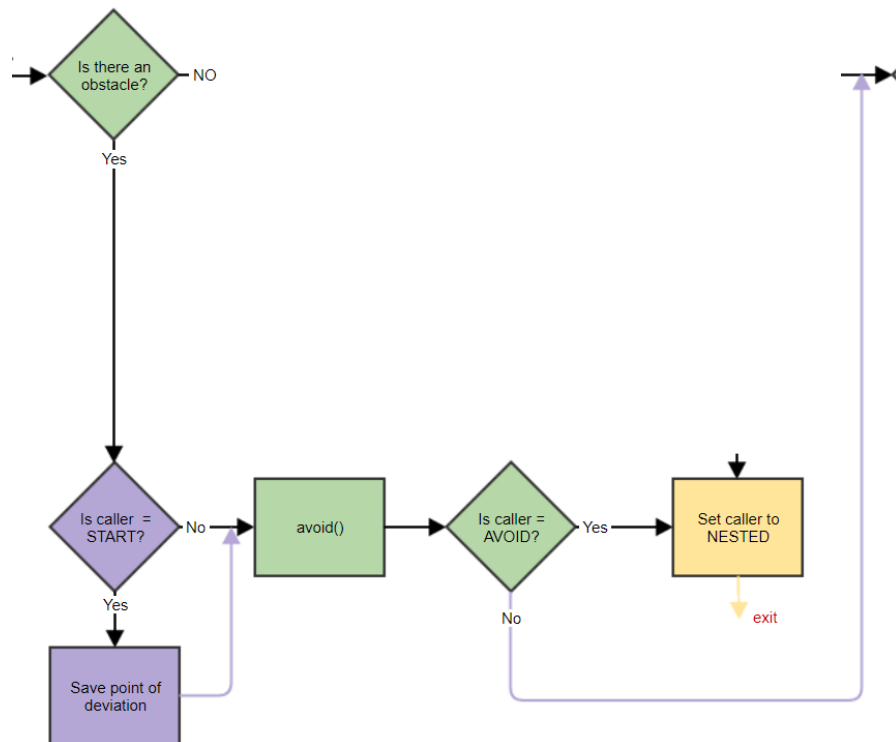 Is there an
obstacle?
NO
Yes
Is caller =
START?
No
avoid()
Is caller =
AVOID?
Yes
Set caller to
NESTED
Yes
No
exit
Save point of
deviation